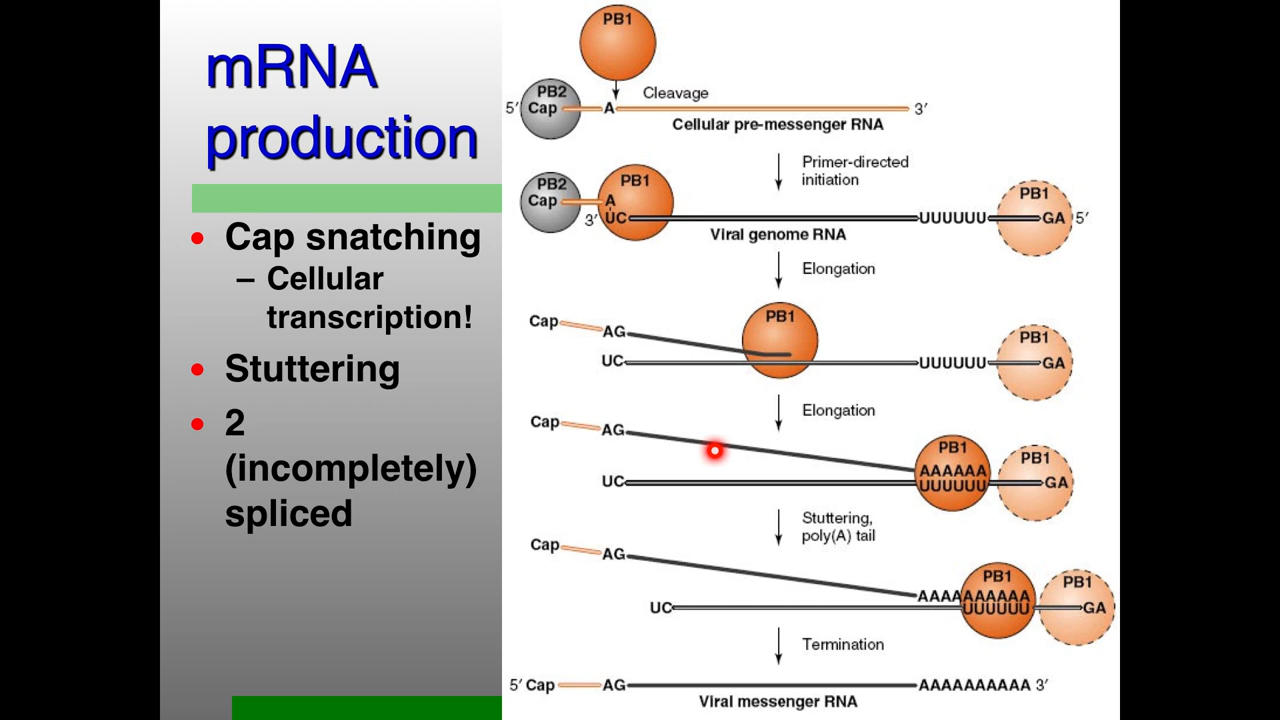 mRNA
production
• Cap snatching
– Cellular
transcription!
• Stuttering
• 2
(incompletely)
spliced
PB1
PB2
5′ Cap A Cleavage 3′
Cellular pre-messenger RNA
Primer-directed
initiation
PB2 PB1 PB1
Cap A
3′ UC UUUUUU GA 5′
Viral genome RNA
Elongation
Cap AG PB1 PB1
UC UUUUUU GA
Elongation
Cap AG PB1 PB1
AAAAAA
UC UUUUUU GA
Stuttering,
poly(A) tail
Cap AG PB1 PB1
AAAAAAAAAA
UC UUUUUU GA
Termination
5′ Cap AG AAAAAAAAAA 3′
Viral messenger RNA